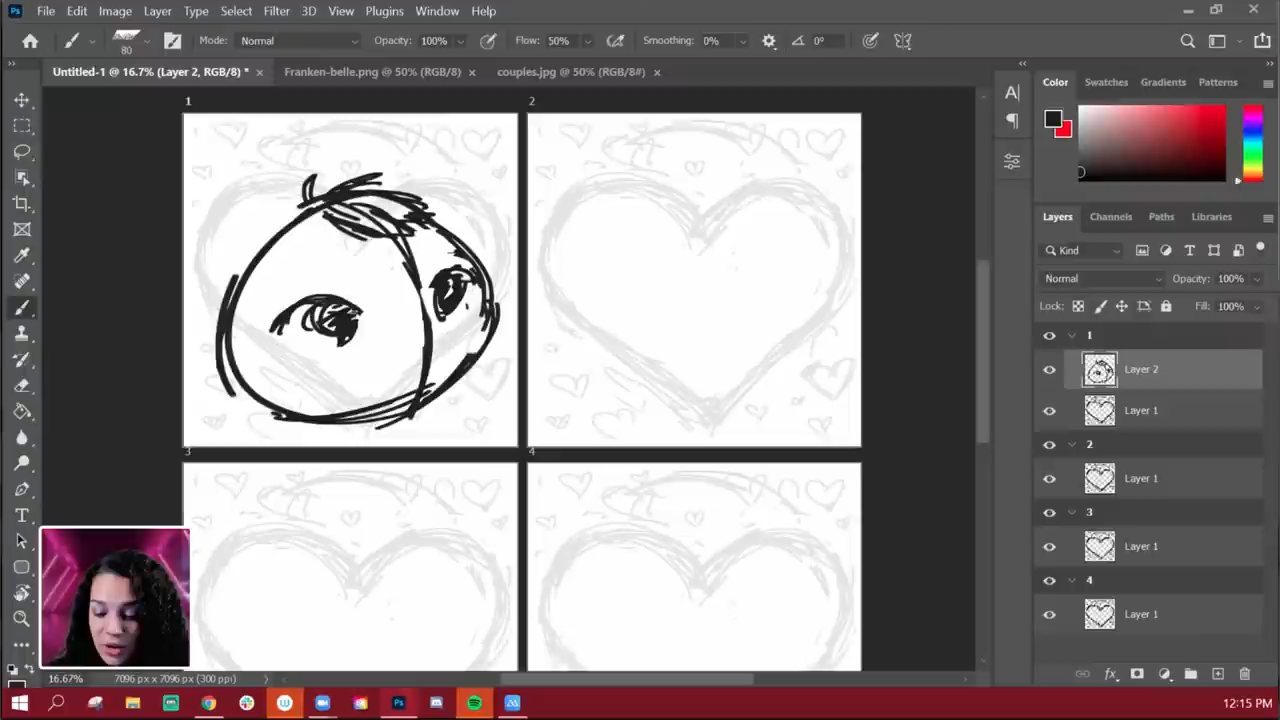 Ps File Edit Image Layer Type Select Filter 3D View Plugins Window Help
80 Mode: Normal Opacity: 100% Flow: 50% Smoothing: 0% 0°
Untitled-1 @ 16.7% (Layer 2, RGB/8) * × Franken-belle.png @ 50% (RGB/8) × couples.jpg @ 50% (RGB/8#) ×
Color Swatches Gradients Patterns
1 2
3 4
Layers Channels Paths Libraries
Kind
Normal Opacity: 100%
Lock: Fill: 100%
1
Layer 2
Layer 1
2
Layer 1
3
Layer 1
4
Layer 1
fx
16.67% 7096 px x 7096 px (300 ppi)
Ps
12:15 PM